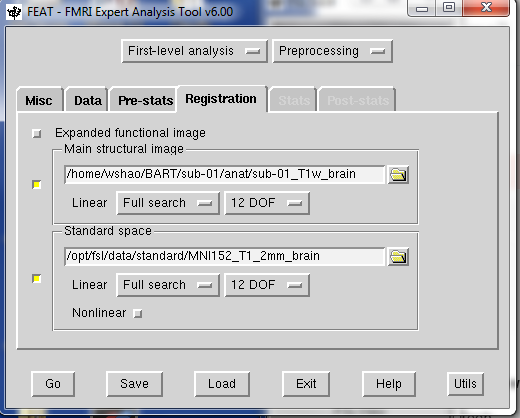 FEAT - FMRI Expert Analysis Tool v6.00
First-level analysis Preprocessing
Misc Data Pre-stats Registration Stats Post-stats
Expanded functional image
Main structural image
/home/wshao/BART/sub-01/anat/sub-01_T1w_brain
Linear Full search 12 DOF
Standard space
/opt/fsl/data/standard/MNI152_T1_2mm_brain
Linear Full search 12 DOF
Nonlinear
Go Save Load Exit Help Utils